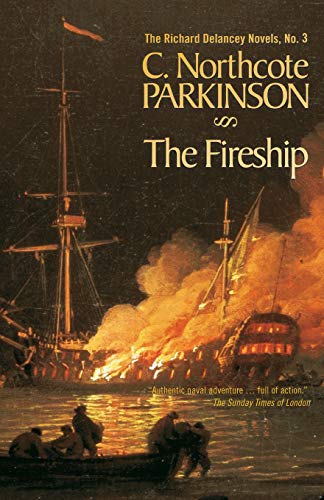 The Richard Delancey Novels, No. 3
C. Northcote
PARKINSON
The Fireship
“Authentic naval adventure . . . full of action.”
—The Sunday Times of London